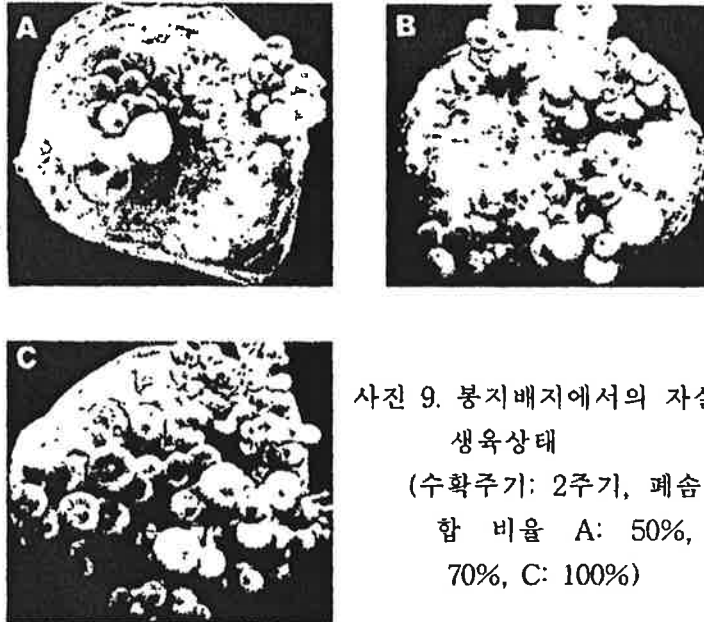 A
B
C
사진 9. 봉지배지에서의 자실
생육상태
(수확주기: 2주기, 폐솜
합 비율 A: 50%,
70%, C: 100%)